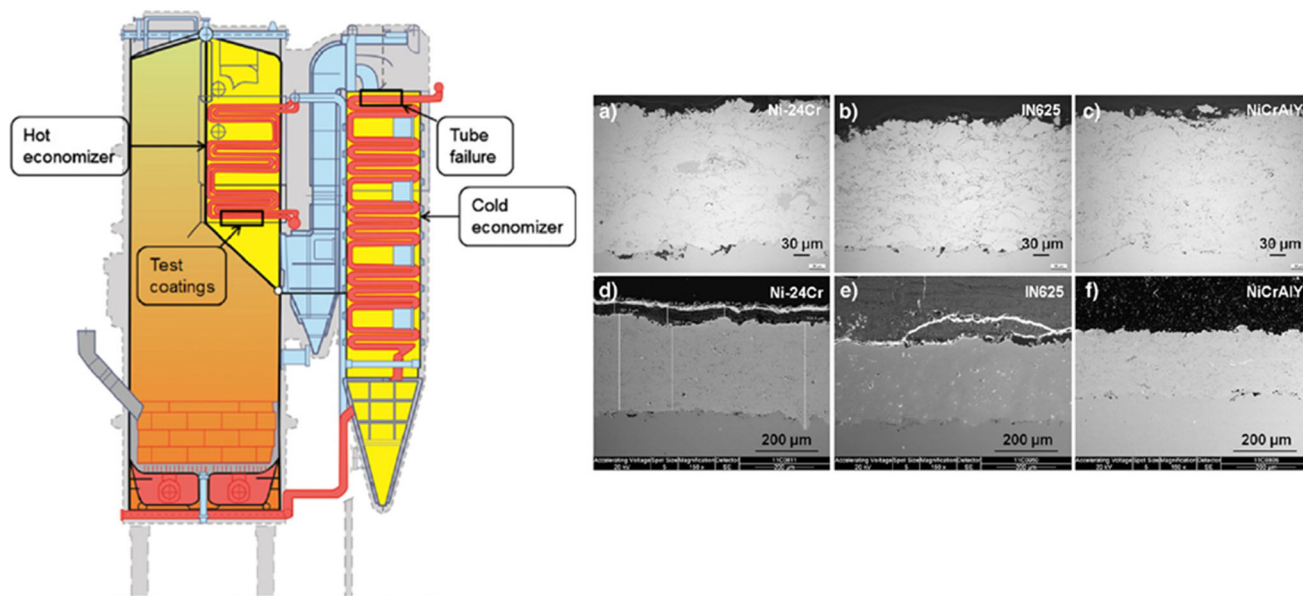 Hot
economizer
Test
coatings
Tube
failure
Cold
economizer
a)
Ni-24Cr
30 µm
b)
IN625
30 µm
c)
NiCrAlY
30 µm
d)
Ni-24Cr
200 µm
e)
IN625
200 µm
f)
NiCrAlY
200 µm